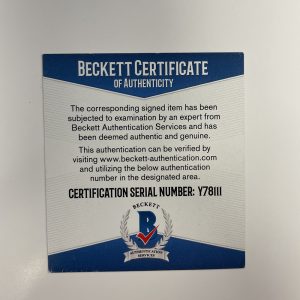 BECKETT CERTIFICATE
OF AUTHENTICITY
The corresponding signed item has been
subjected to examination by an expert from
Beckett Authentication Services and has
been deemed authentic and genuine.
This authentication can be verified by
visiting www.beckett-authentication.com
and utilizing the below authentication
number in the designated area.
CERTIFICATION SERIAL NUMBER: Y78111
BECKETT
B
AUTHENTICATION
SERVICES